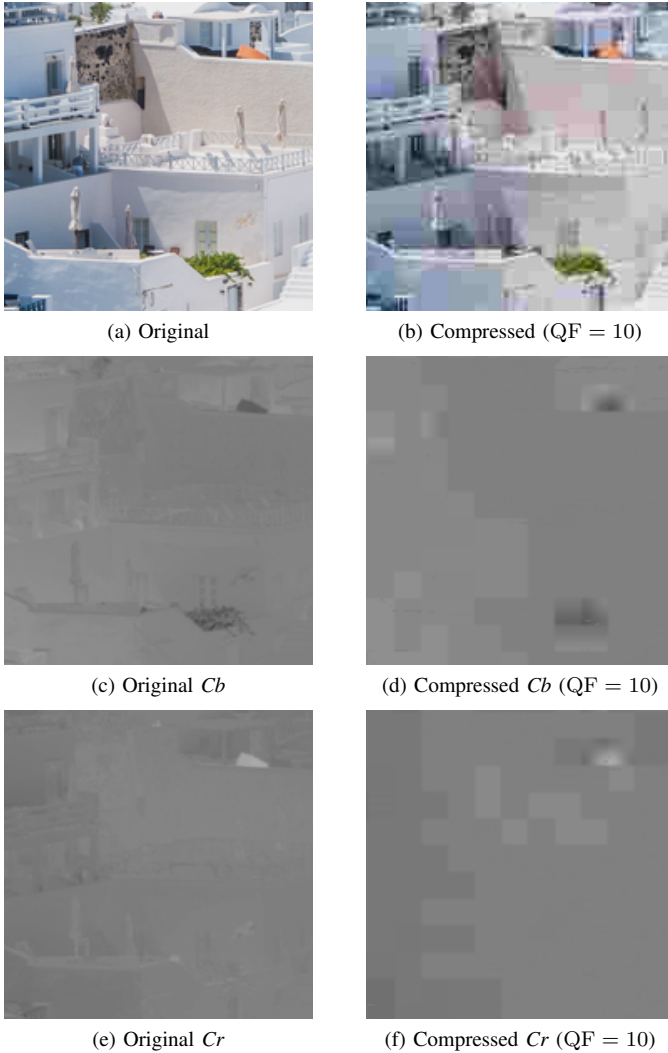 (a) Original
(b) Compressed (QF = 10)
(c) Original Cb
(d) Compressed Cb (QF = 10)
(e) Original Cr
(f) Compressed Cr (QF = 10)